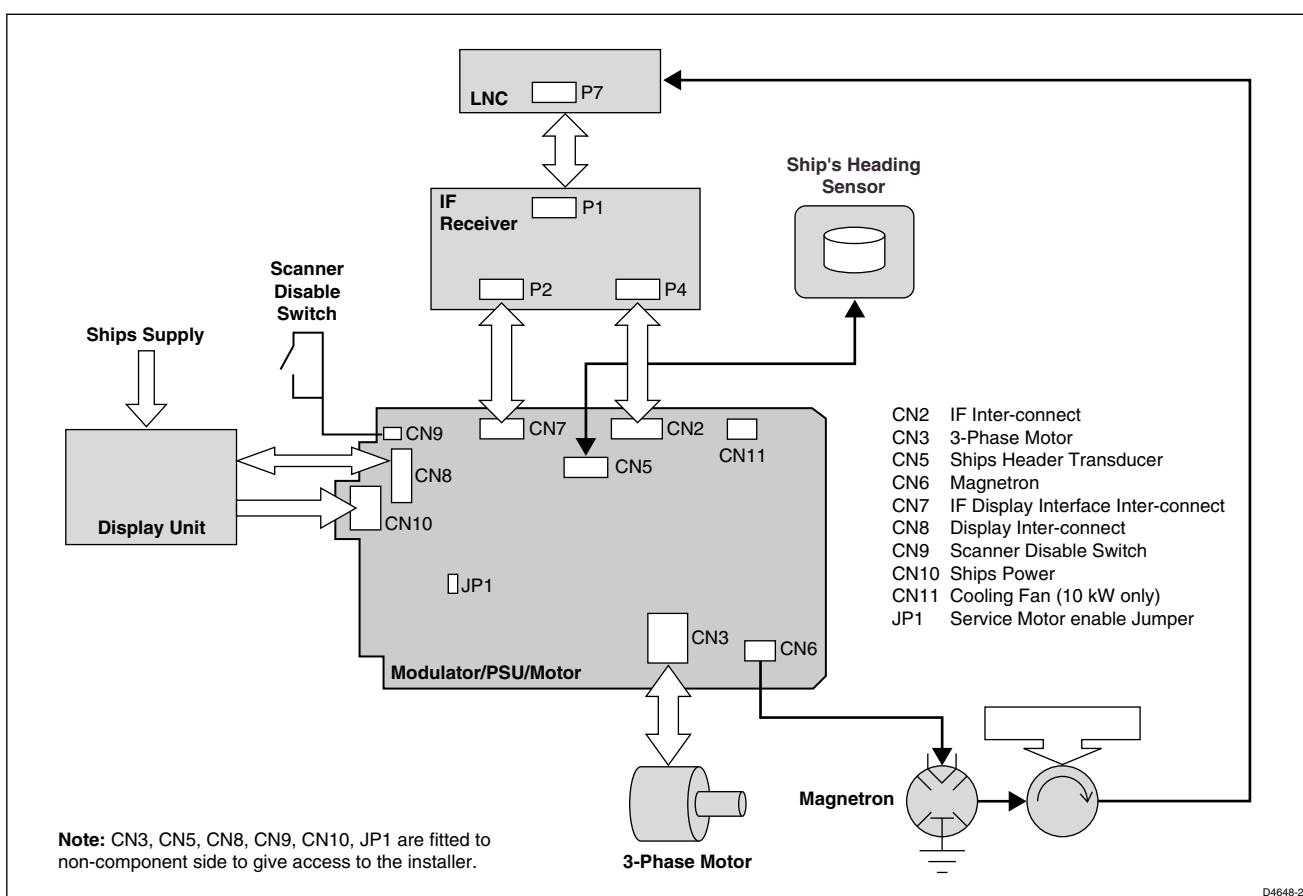 LNC
P7
Ship's Heading
Sensor
IF
Receiver
P1
P2
P4
Scanner
Disable
Switch
Ships Supply
Display Unit
CN9
CN8
CN10
CN7
CN2
CN5
CN11
JP1
CN3
CN6
Modulator/PSU/Motor
CN2 IF Inter-connect
CN3 3-Phase Motor
CN5 Ships Header Transducer
CN6 Magnetron
CN7 IF Display Interface Inter-connect
CN8 Display Inter-connect
CN9 Scanner Disable Switch
CN10 Ships Power
CN11 Cooling Fan (10 kW only)
JP1 Service Motor enable Jumper
Magnetron
3-Phase Motor
Note: CN3, CN5, CN8, CN9, CN10, JP1 are fitted to
non-component side to give access to the installer.
D4648-2